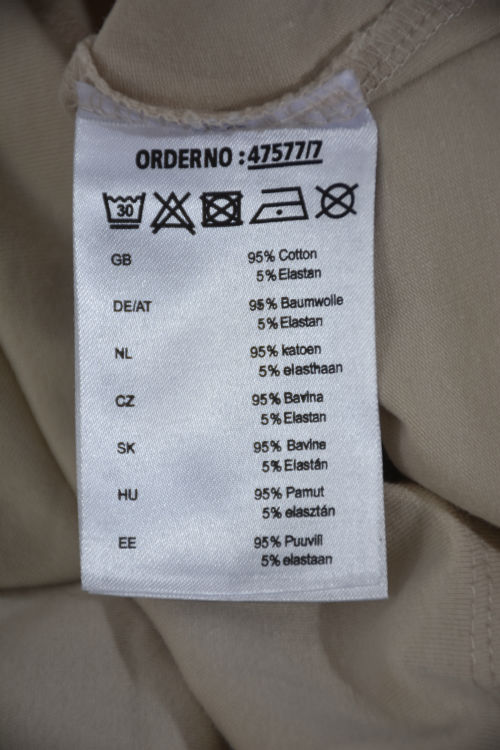 ORDERNO : 47577/7
30
GB 95% Cotton
5% Elastan
DE/AT 95% Baumwolle
5% Elastan
NL 95% katoen
5% elasthaan
CZ 95% Bavlna
5% Elastan
SK 95% Bavlna
5% Elastán
HU 95% Pamut
5% elasztán
EE 95% Puuvill
5% elastaan